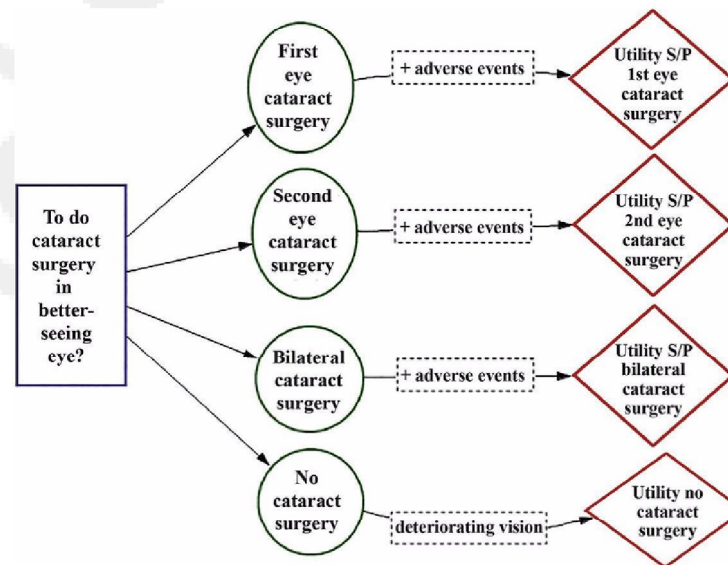 To do
cataract
surgery
in
better-
seeing
eye?
First
eye
cataract
surgery
+ adverse events
Utility S/P
1st eye
cataract
surgery
Second
eye
cataract
surgery
+ adverse events
Utility S/P
2nd eye
cataract
surgery
Bilateral
cataract
surgery
+ adverse events
Utility S/P
bilateral
cataract
surgery
No
cataract
surgery
deteriorating vision
Utility no
cataract
surgery